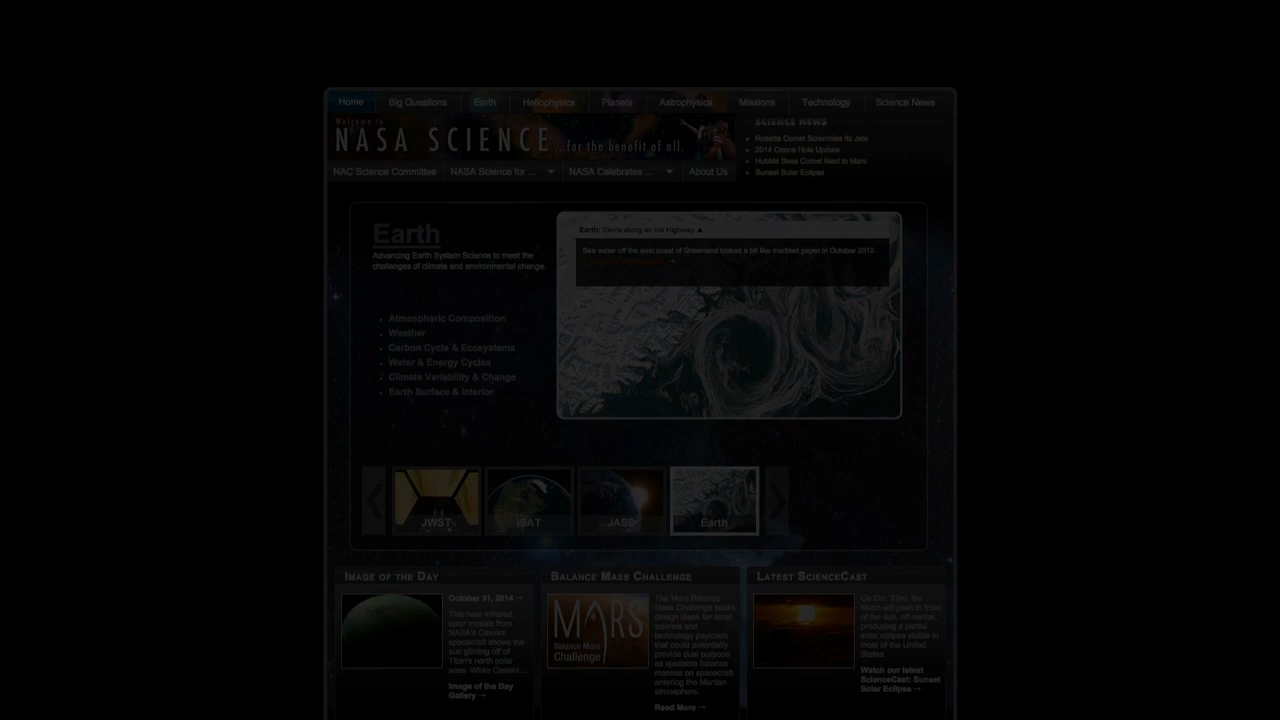 Home Big Questions Earth Heliophysics Planets Astrophysics Missions Technology Science News
Welcome to
NASA SCIENCE ...for the benefit of all.
SCIENCE NEWS
Rosetta Comet Scrambles Its Jets
2014 Ozone Hole Update
Hubble Sees Comet Next to Mars
Sunset Solar Eclipse
NAC Science Committee NASA Science for ... NASA Celebrates ... About Us
Earth
Advancing Earth System Science to meet the
challenges of climate and environmental change.
Atmospheric Composition
Weather
Carbon Cycle & Ecosystems
Water & Energy Cycles
Climate Variability & Change
Earth Surface & Interior
Earth: Swirls along an Ice Highway ▲
Sea water off the east coast of Greenland looked a bit like marbled paper in October 2012.
JWST ISAT JASD Earth
IMAGE OF THE DAY
October 31, 2014 →
This near-infrared,
color mosaic from
NASA's Cassini
spacecraft shows the
sun glinting off of
Titan's north polar
seas. While Cassini ...
Image of the Day
Gallery →
BALANCE MASS CHALLENGE
MARS
Balance Mass
Challenge
The Mars Balance
Mass Challenge seeks
design ideas for small
science and
technology payloads
that could potentially
provide dual purpose
as ejectable balance
masses on spacecraft
entering the Martian
atmosphere.
Read More →
LATEST SCIENCECAST
On Oct. 23rd, the
Moon will pass in front
of the sun, off-center,
producing a partial
solar eclipse visible in
most of the United
States.
Watch our latest
ScienceCast: Sunset
Solar Eclipse →